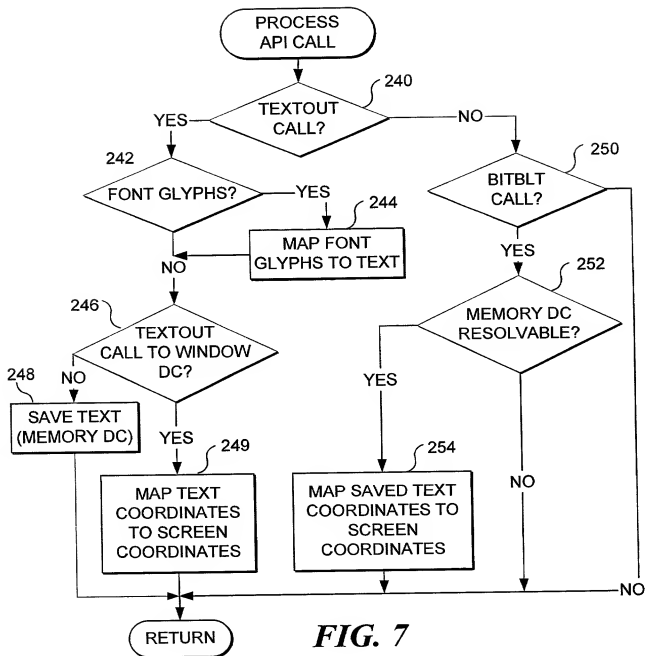 PROCESS
API CALL
240
TEXTOUT
CALL?
YES
NO
242
250
FONT GLYPHS?
YES
BITBLT
CALL?
244
MAP FONT
GLYPHS TO TEXT
NO
YES
252
246
TEXTOUT
CALL TO WINDOW
DC?
MEMORY DC
RESOLVABLE?
248
NO
YES
SAVE TEXT
(MEMORY DC)
YES
249
254
MAP TEXT
COORDINATES
TO SCREEN
COORDINATES
MAP SAVED TEXT
COORDINATES TO
SCREEN
COORDINATES
NO
NO
RETURN
FIG. 7